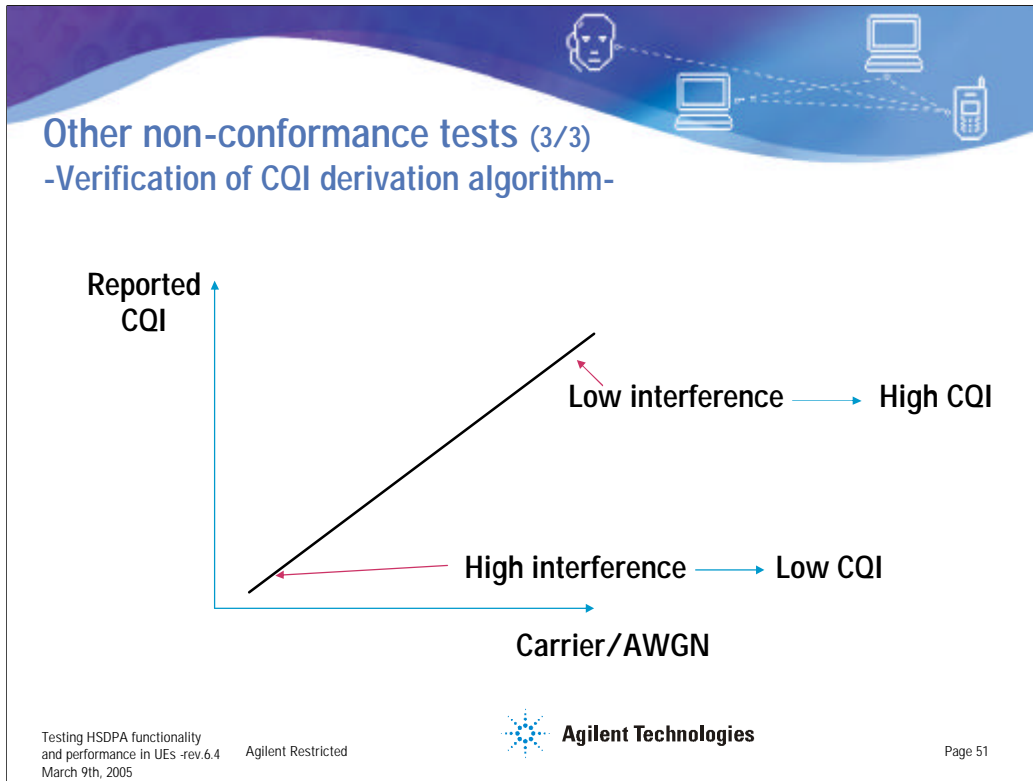 Other non-conformance tests (3/3)
-Verification of CQI derivation algorithm-
Reported
CQI
Low interference
High CQI
High interference
Low CQI
Carrier/AWGN
Testing HSDPA functionality
and performance in UEs -rev.6.4
March 9th, 2005
Agilent Restricted
Agilent Technologies
Page 51